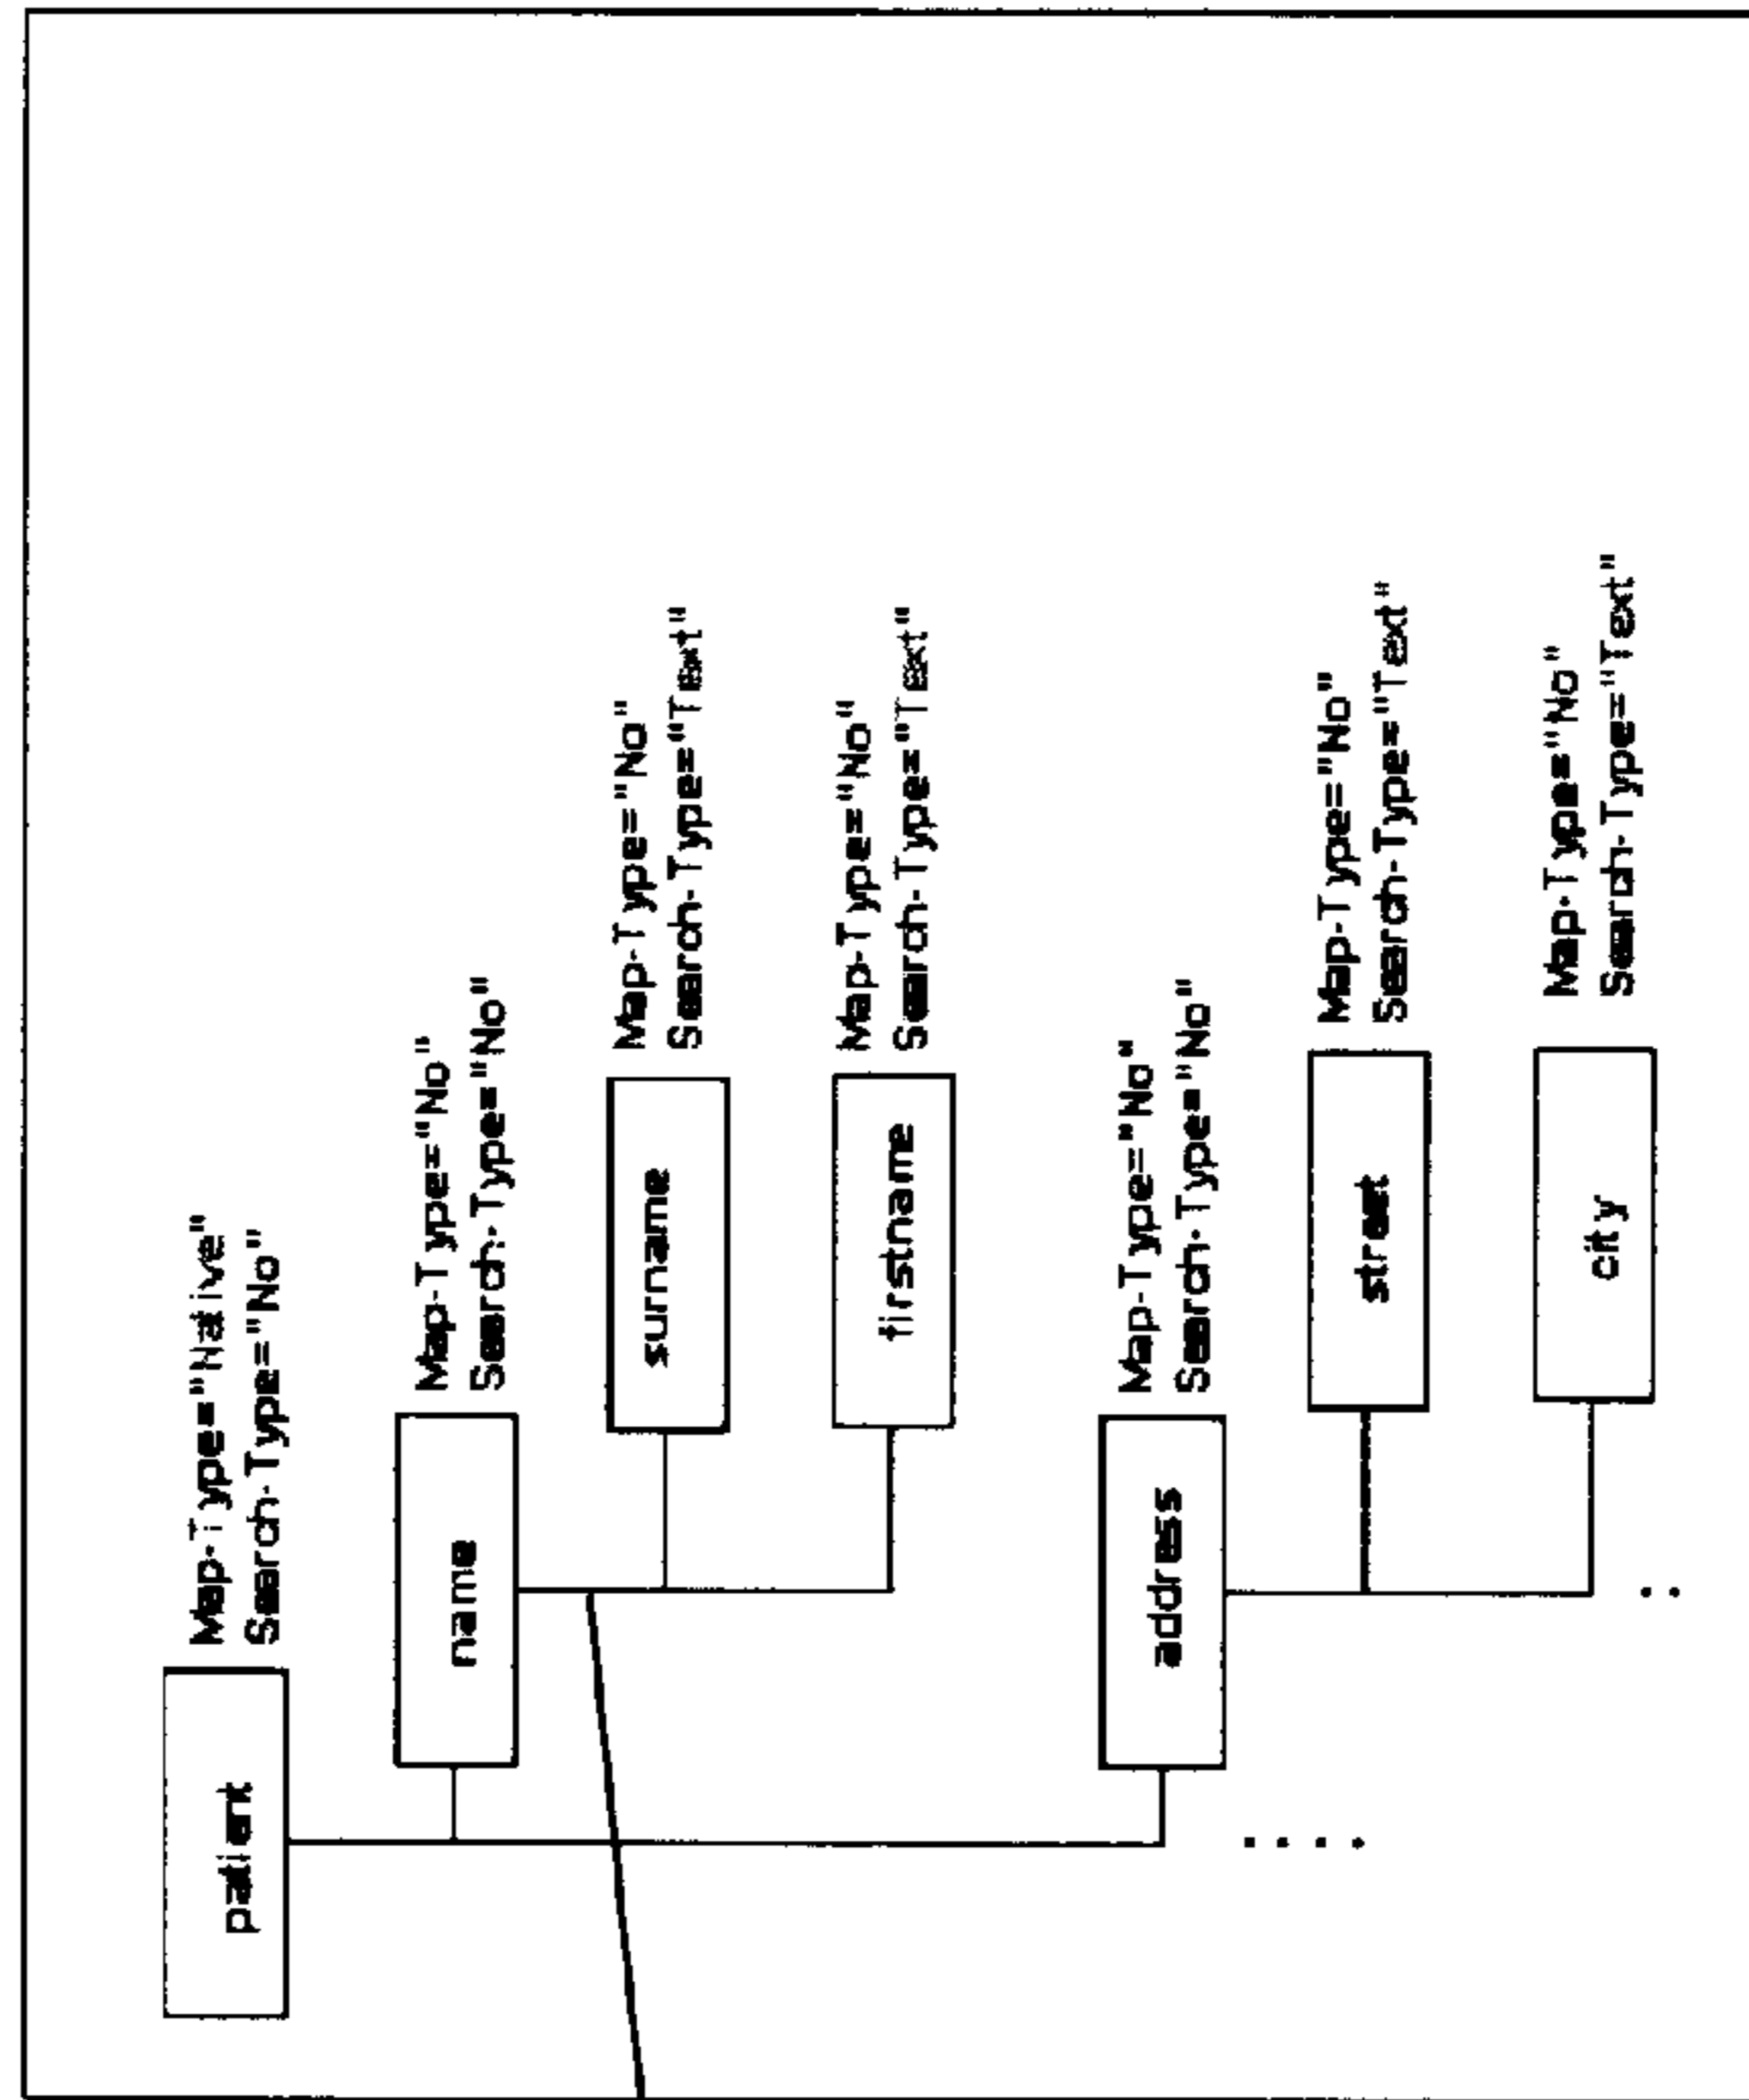 patient
Map-Type="Native"
Search-Type="No"
name
Map-Type="No"
Search-Type="No"
surname
Map-Type="No"
Search-Type="Text"
firstname
Map-Type="No"
Search-Type="Text"
address
Map-Type="No"
Search-Type="No"
street
Map-Type="No"
Search-Type="Text"
city
Map-Type="No"
Search-Type="Text"